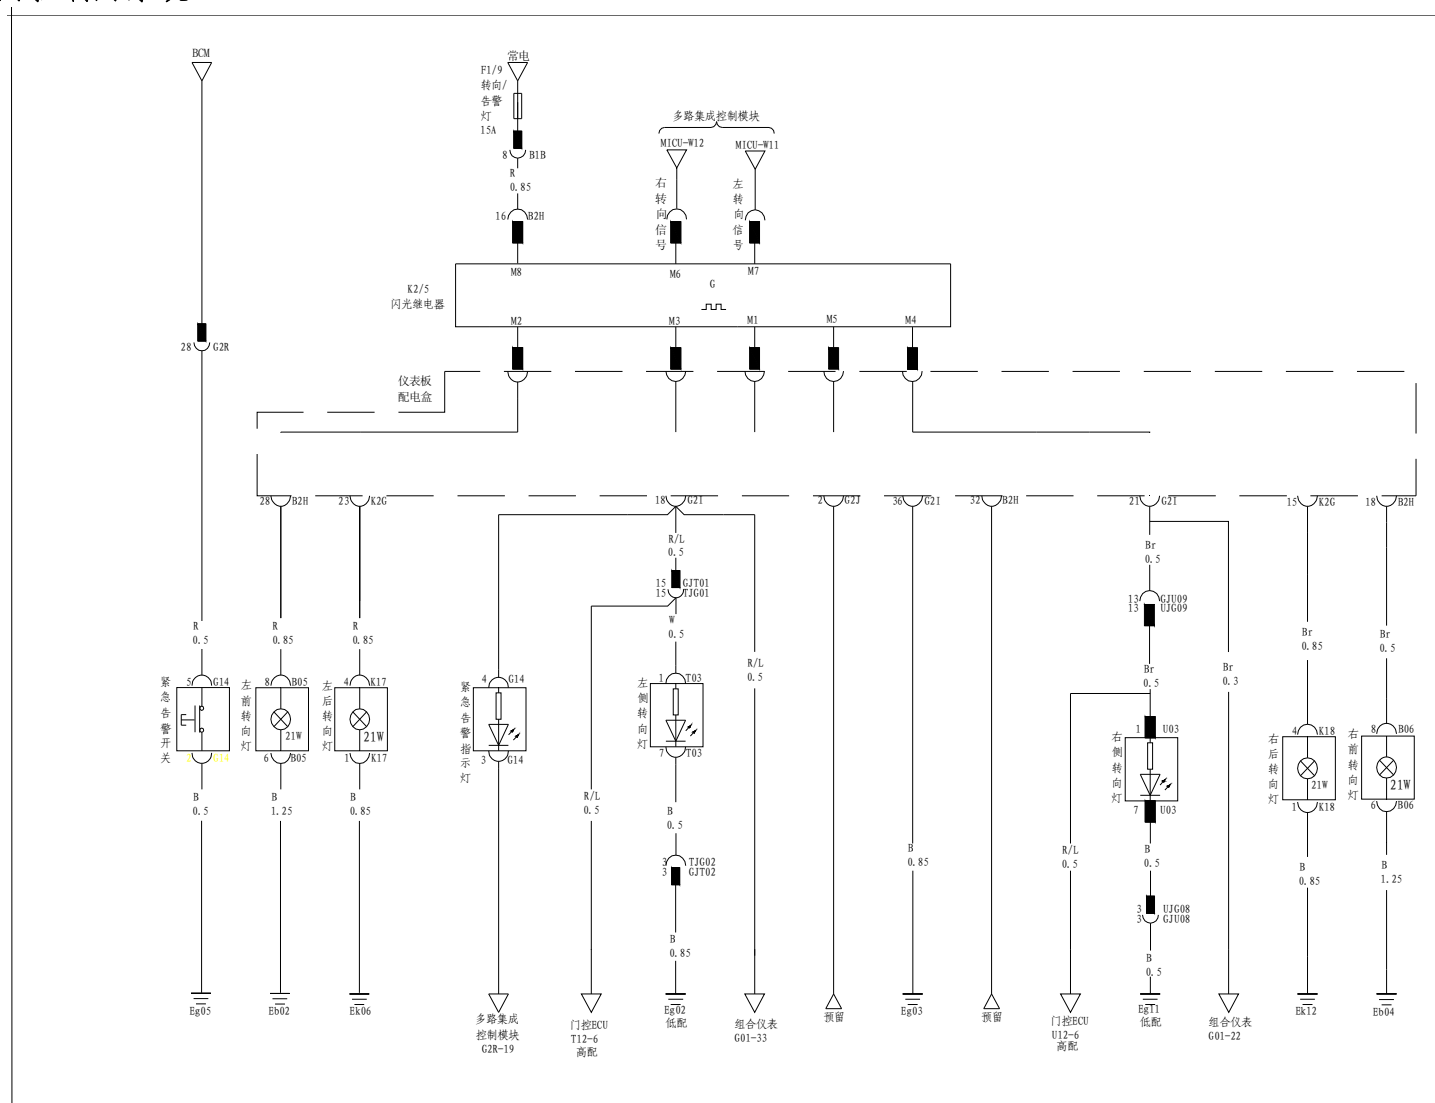 BCM
常电
F1/9
转向/
告警
灯
15A
8 B1B
R
0.85
16 B2H
多路集成控制模块
MICU-W12
MICU-W11
右转向信号
左转向信号
M8
M6
M7
K2/5
闪光继电器
G
M2
M3
M1
M5
M4
28 G2R
仪表板
配电盒
28 B2H
23 K2G
18 G2I
2 G2J
36 G2I
32 B2H
21 G2I
15 K2G
18 B2H
R/L
0.5
Br
0.5
15 GJT01
15 TJG01
13 GJU09
13 UJG09
R
0.5
R
0.85
R
0.85
W
0.5
R/L
0.5
Br
0.5
Br
0.3
Br
0.85
Br
0.5
紧急告警开关
5 G14
2 G14
左前转向灯
8 B05
21W
6 B05
左后转向灯
4 K17
21W
1 K17
紧急告警指示灯
4 G14
3 G14
左侧转向灯
1 T03
7 T03
右侧转向灯
1 U03
7 U03
右后转向灯
4 K18
21W
1 K18
右前转向灯
8 B06
21W
6 B06
B
0.5
B
1.25
B
0.85
R/L
0.5
B
0.5
3 TJG02
3 GJT02
B
0.85
B
0.85
R/L
0.5
B
0.5
3 UJG08
3 GJU08
B
0.5
B
0.85
B
1.25
Eg05
Eb02
Ek06
多路集成
控制模块
G2R-19
门控ECU
T12-6
高配
Eg02
低配
组合仪表
G01-33
预留
Eg03
预留
门控ECU
U12-6
高配
Eg11
低配
组合仪表
G01-22
Ek12
Eb04